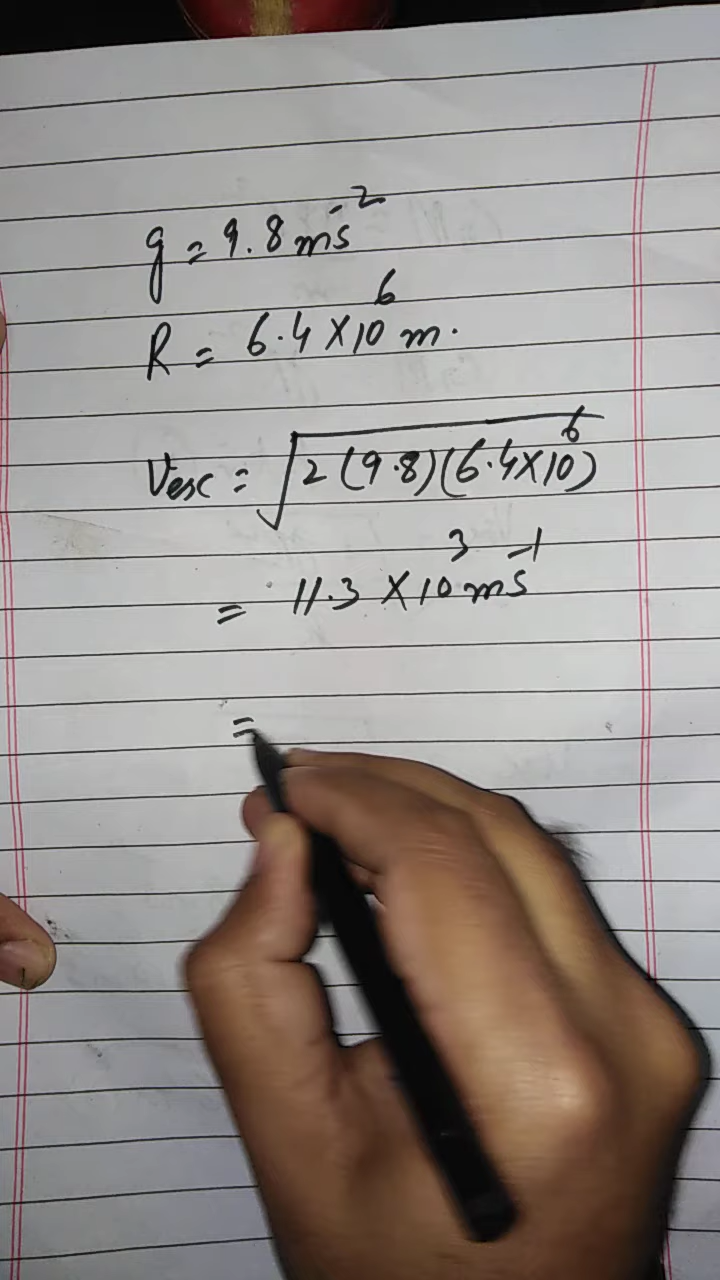 g = 9.8 ms⁻²
R = 6.4 × 10⁶ m.
Vesc = √2 (9.8)(6.4×10⁶)
= 11.3 × 10³ ms⁻¹
=